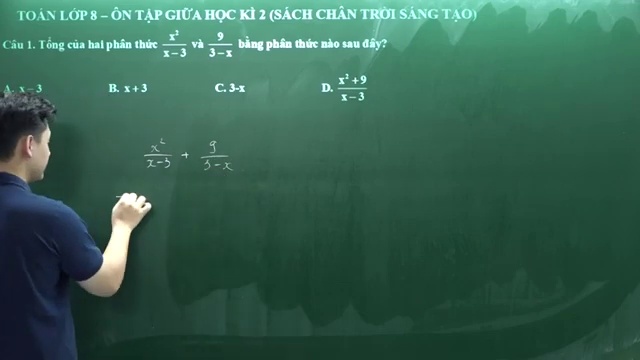 TOÁN LỚP 8 – ÔN TẬP GIỮA HỌC KÌ 2 (SÁCH CHÂN TRỜI SÁNG TẠO)
Câu 1. Tổng của hai phân thức x²/(x – 3) và 9/(3 – x) bằng phân thức nào sau đây?
A. x – 3 B. x + 3 C. 3-x D. (x² + 9)/(x – 3)
x²/(x – 3) + 9/(3 – x)